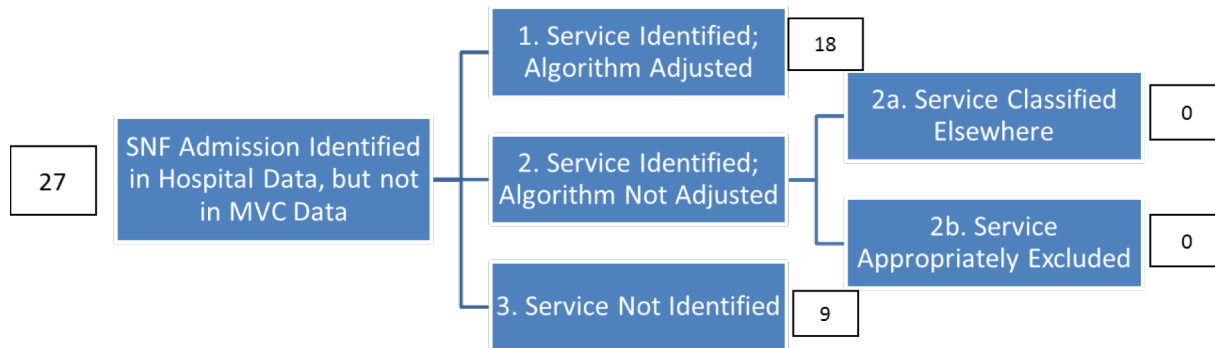 27
SNF Admission Identified
in Hospital Data, but not
in MVC Data
1. Service Identified;
Algorithm Adjusted
18
2. Service Identified;
Algorithm Not Adjusted
2a. Service Classified
Elsewhere
0
2b. Service
Appropriately Excluded
0
3. Service Not Identified
9